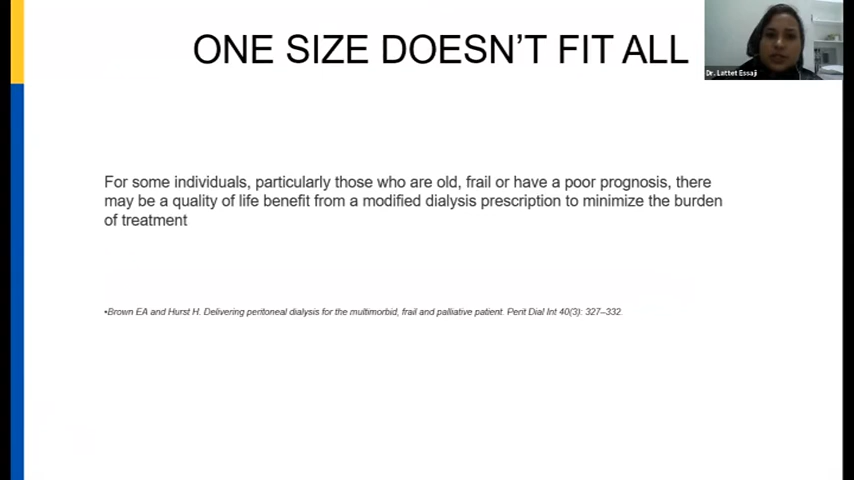 ONE SIZE DOESN'T FIT ALL
Dr. Lattet Essaji
For some individuals, particularly those who are old, frail or have a poor prognosis, there
may be a quality of life benefit from a modified dialysis prescription to minimize the burden
of treatment
•Brown EA and Hurst H. Delivering peritoneal dialysis for the multimorbid, frail and palliative patient. Perit Dial Int 40(3): 327–332.